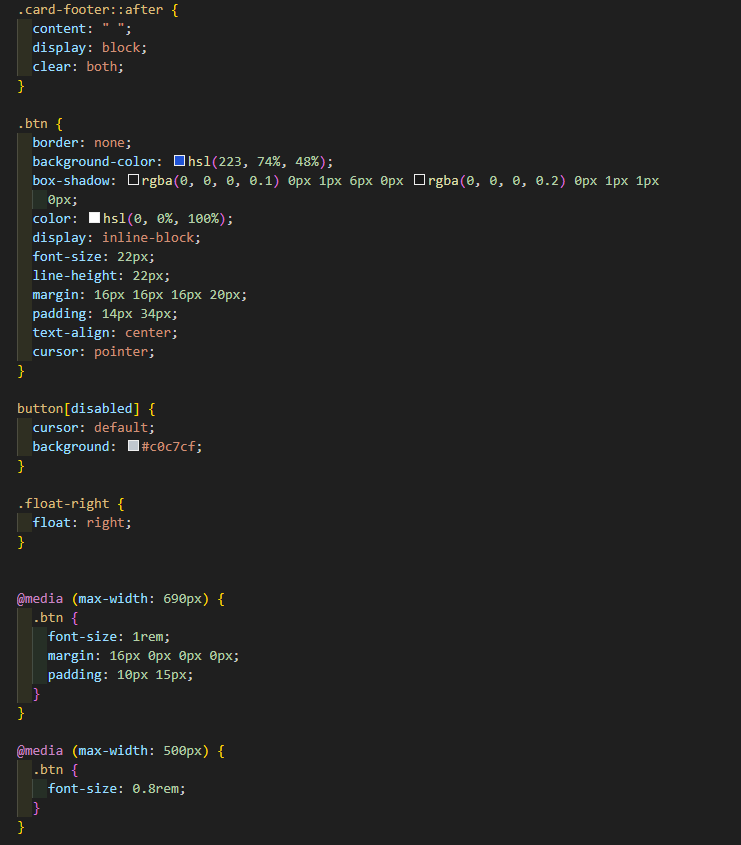 .card-footer::after {
  content: " ";
  display: block;
  clear: both;
}

.btn {
  border: none;
  background-color: hsl(223, 74%, 48%);
  box-shadow: rgba(0, 0, 0, 0.1) 0px 1px 6px 0px rgba(0, 0, 0, 0.2) 0px 1px 1px
    0px;
  color: hsl(0, 0%, 100%);
  display: inline-block;
  font-size: 22px;
  line-height: 22px;
  margin: 16px 16px 16px 20px;
  padding: 14px 34px;
  text-align: center;
  cursor: pointer;
}

button[disabled] {
  cursor: default;
  background: #c0c7cf;
}

.float-right {
  float: right;
}


@media (max-width: 690px) {
  .btn {
    font-size: 1rem;
    margin: 16px 0px 0px 0px;
    padding: 10px 15px;
  }
}

@media (max-width: 500px) {
  .btn {
    font-size: 0.8rem;
  }
}